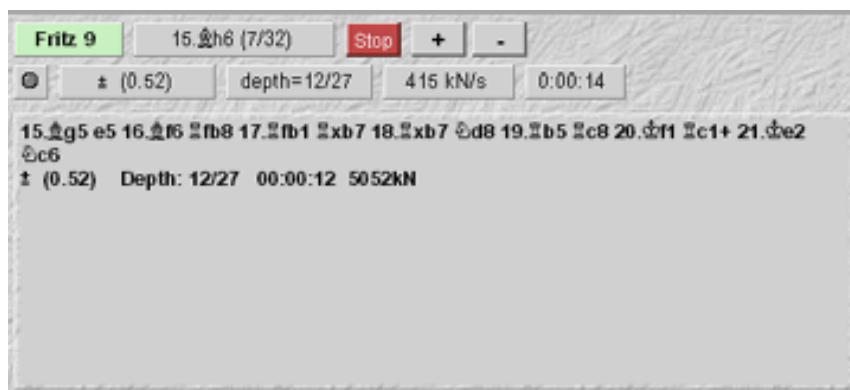 Fritz 9 15.♗h6 (7/32) Stop + -
± (0.52) depth=12/27 415 kN/s 0:00:14
15.♗g5 e5 16.♗f6 ♖fb8 17.♖fb1 ♖xb7 18.♖xb7 ♘d8 19.♖b5 ♖c8 20.♔f1 ♖c1+ 21.♔e2
♘c6
± (0.52) Depth: 12/27 00:00:12 5052kN